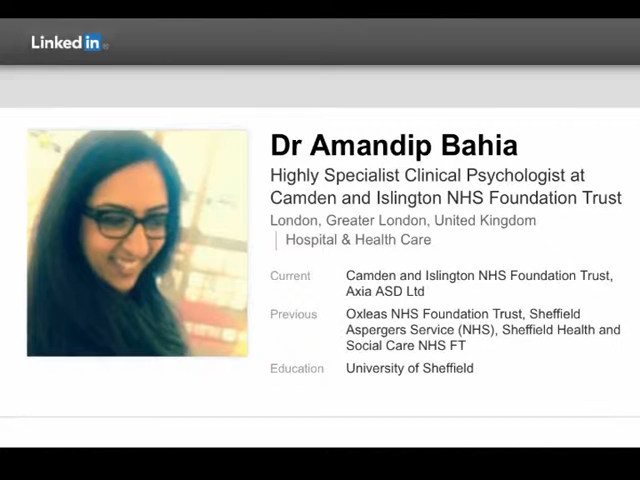 Linked in
Dr Amandip Bahia
Highly Specialist Clinical Psychologist at
Camden and Islington NHS Foundation Trust
London, Greater London, United Kingdom
Hospital & Health Care
Current Camden and Islington NHS Foundation Trust,
Axia ASD Ltd
Previous Oxleas NHS Foundation Trust, Sheffield
Aspergers Service (NHS), Sheffield Health and
Social Care NHS FT
Education University of Sheffield